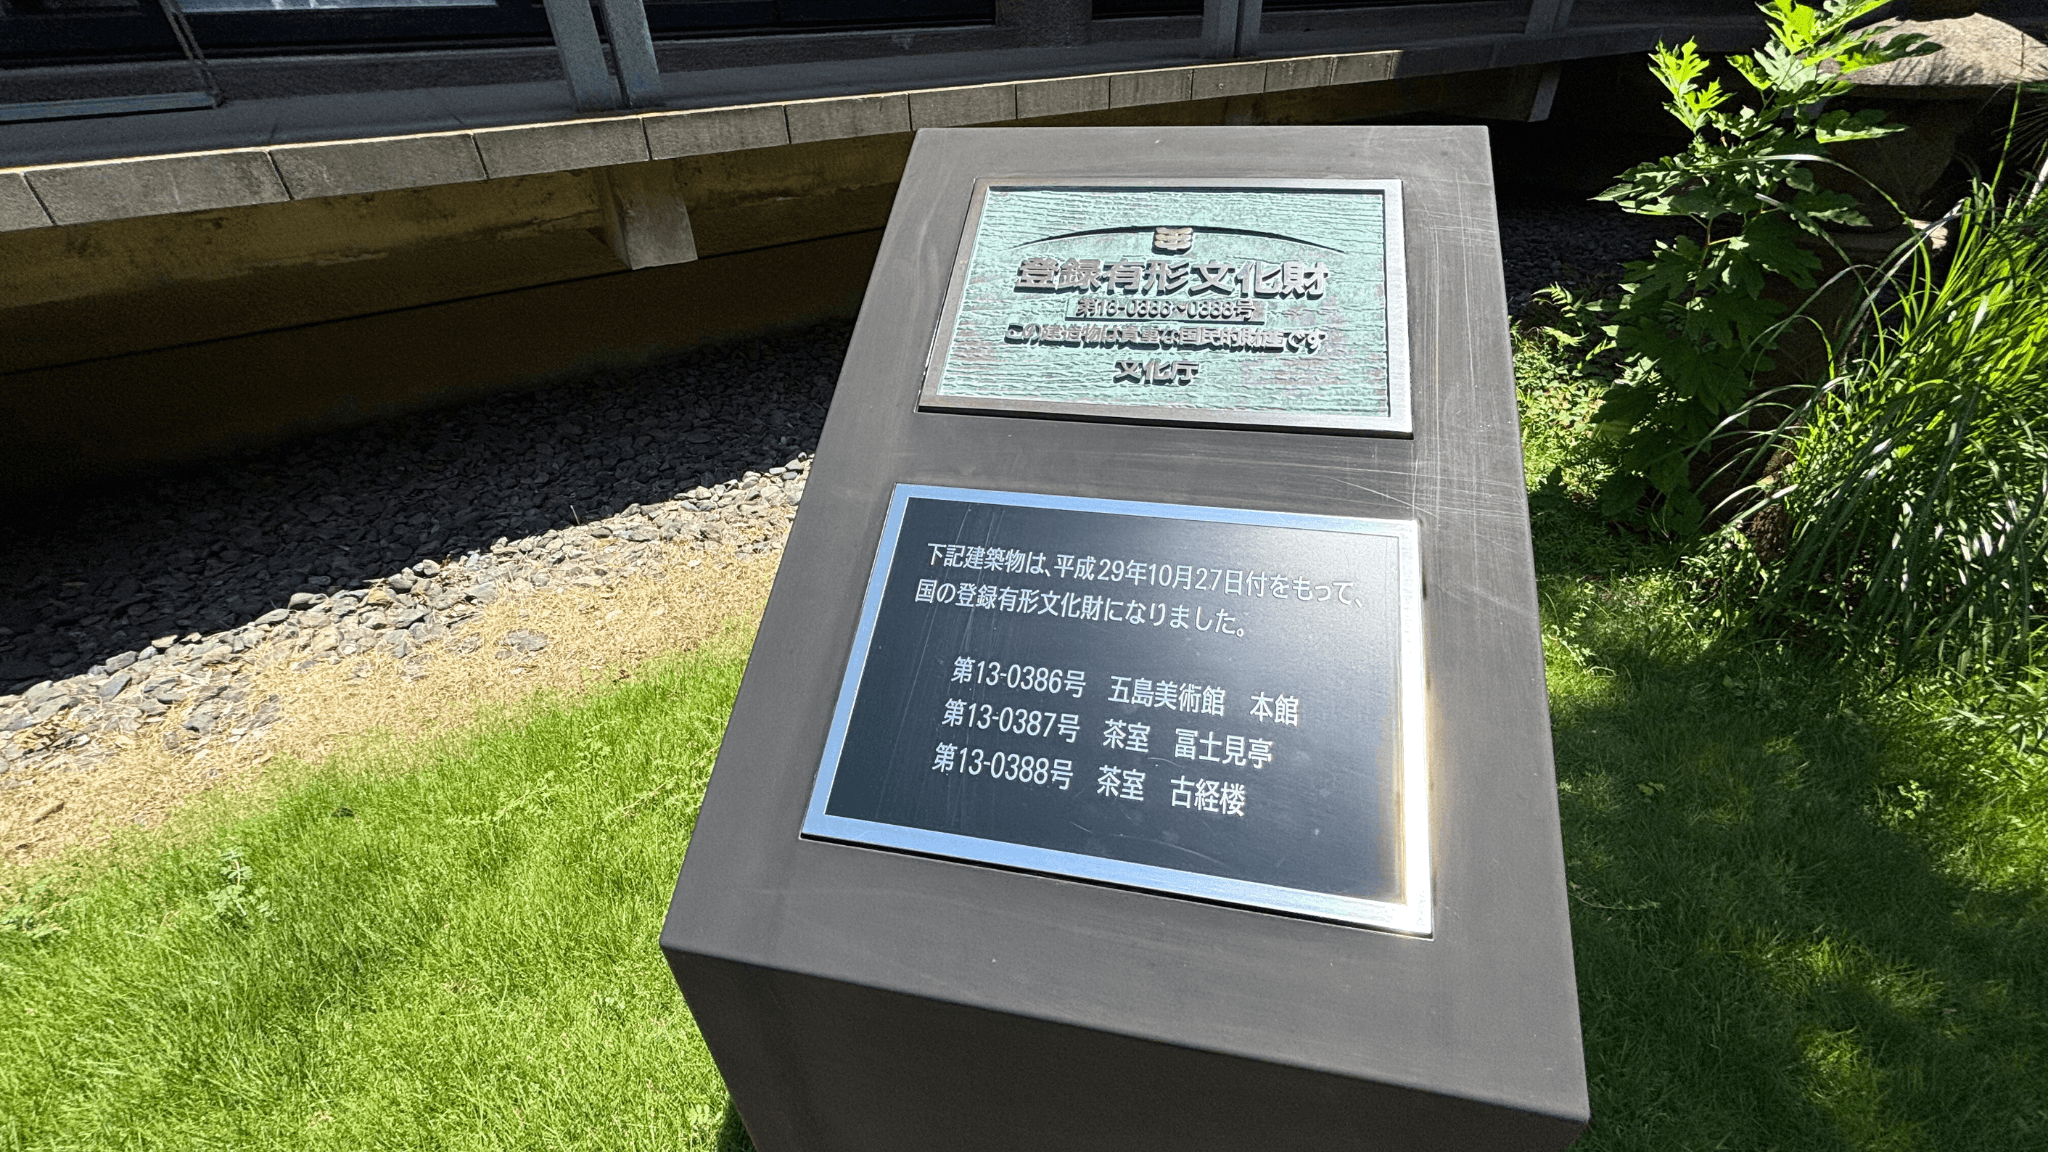 登録有形文化財
第13-0386~0388号
この建造物は貴重な国民的財産です
文化庁
下記建築物は、平成29年10月27日付をもって、
国の登録有形文化財になりました。
第13-0386号 五島美術館 本館
第13-0387号 茶室 冨士見亭
第13-0388号 茶室 古経楼